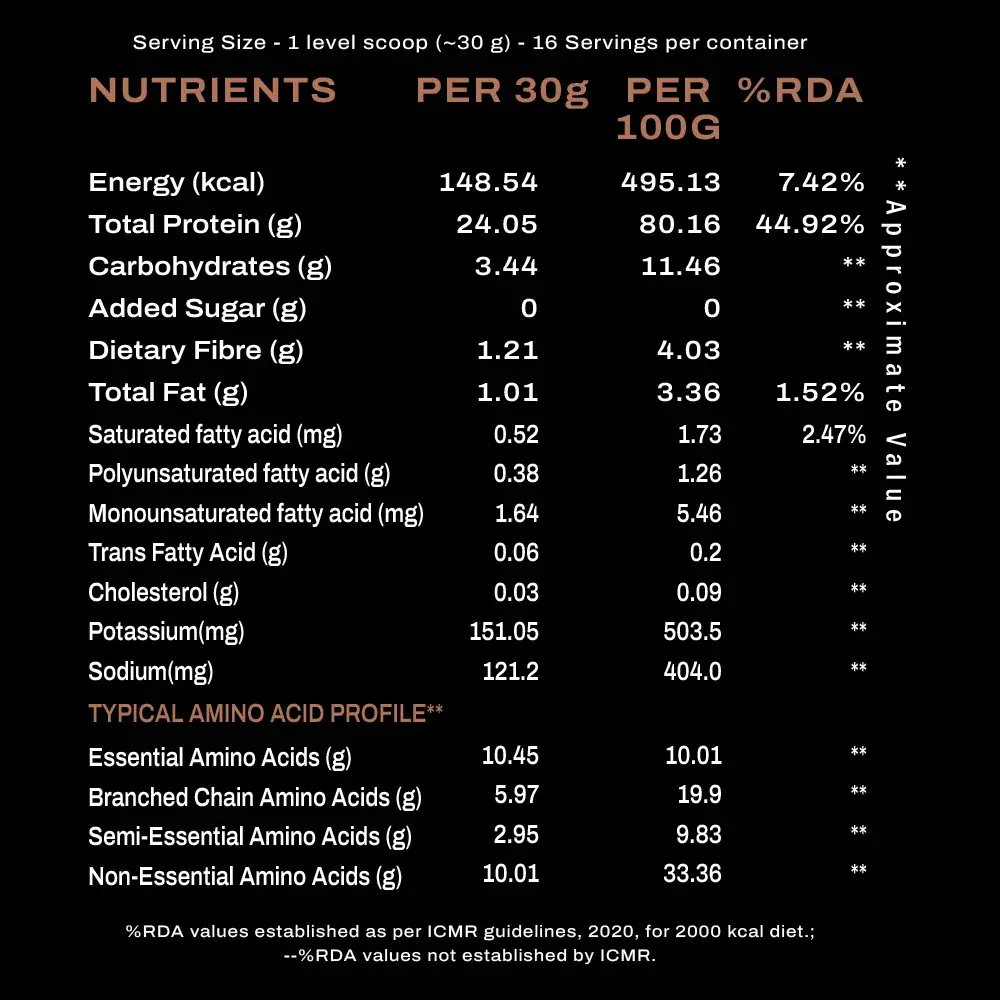 Serving Size - 1 level scoop (~30 g) - 16 Servings per container
NUTRIENTS PER 30g PER 100G %RDA
Energy (kcal) 148.54 495.13 7.42%
Total Protein (g) 24.05 80.16 44.92%
Carbohydrates (g) 3.44 11.46 **
Added Sugar (g) 0 0 **
Dietary Fibre (g) 1.21 4.03 **
Total Fat (g) 1.01 3.36 1.52%
Saturated fatty acid (mg) 0.52 1.73 2.47%
Polyunsaturated fatty acid (g) 0.38 1.26 **
Monounsaturated fatty acid (mg) 1.64 5.46 **
Trans Fatty Acid (g) 0.06 0.2 **
Cholesterol (g) 0.03 0.09 **
Potassium(mg) 151.05 503.5 **
Sodium(mg) 121.2 404.0 **
TYPICAL AMINO ACID PROFILE**
Essential Amino Acids (g) 10.45 10.01 **
Branched Chain Amino Acids (g) 5.97 19.9 **
Semi-Essential Amino Acids (g) 2.95 9.83 **
Non-Essential Amino Acids (g) 10.01 33.36 **
**Approximate Value
%RDA values established as per ICMR guidelines, 2020, for 2000 kcal diet.;
--%RDA values not established by ICMR.